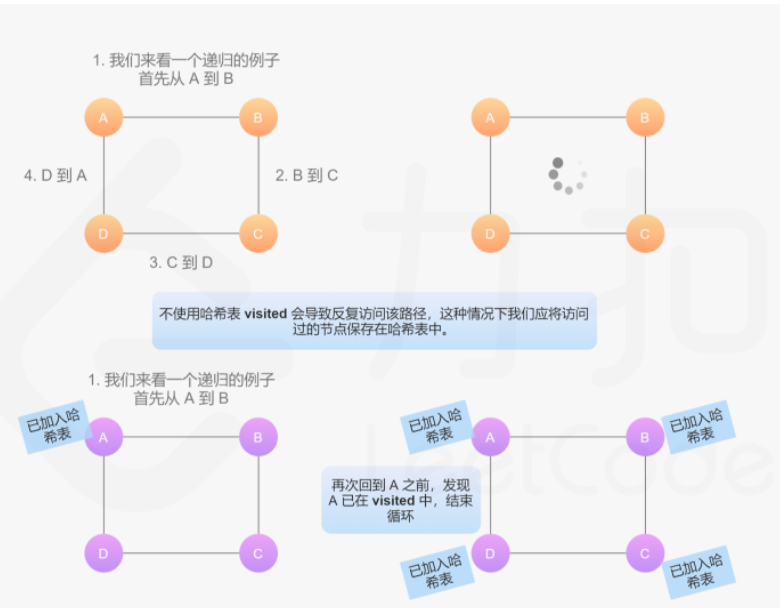 1. 我们来看一个递归的例子
首先从 A 到 B
A
B
A
B
4. D 到 A
2. B 到 C
D
C
D
C
3. C 到 D
不使用哈希表 visited 会导致反复访问该路径，这种情况下我们应将访问
过的节点保存在哈希表中。
1. 我们来看一个递归的例子
首先从 A 到 B
已加入哈
希表
A
B
已加入哈
希表
A
B
已加入哈
希表
再次回到 A 之前，发现
A 已在 visited 中，结束
循环
D
C
D
C
已加入哈
希表
已加入哈
希表
力扣
LeetCode